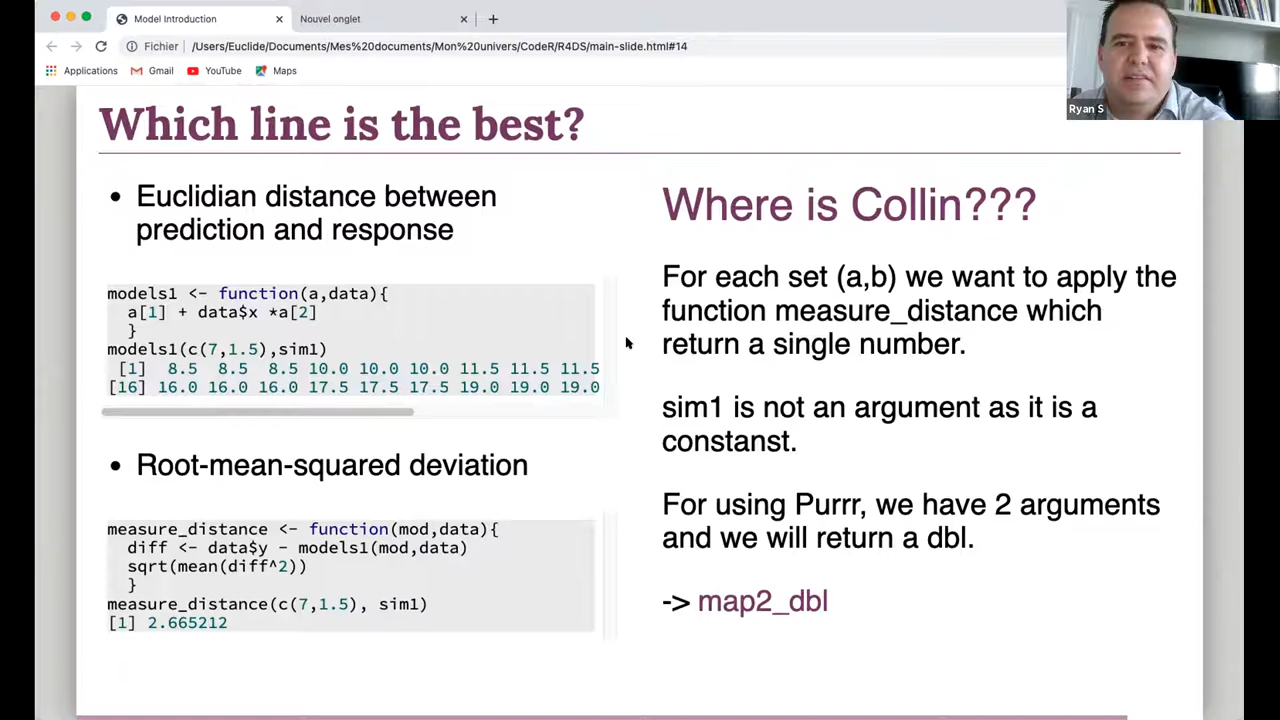 Model Introduction
Nouvel onglet
Fichier
/Users/Euclide/Documents/Mes%20documents/Mon%20univers/CodeR/R4DS/main-slide.html#14
Applications
Gmail
YouTube
Maps
Ryan S
Which line is the best?
• Euclidian distance between
prediction and response
models1 <- function(a,data){
a[1] + data$x *a[2]
}
models1(c(7,1.5),sim1)
[1] 8.5 8.5 8.5 10.0 10.0 10.0 11.5 11.5 11.5
[16] 16.0 16.0 16.0 17.5 17.5 17.5 19.0 19.0 19.0
• Root-mean-squared deviation
measure_distance <- function(mod,data){
diff <- data$y - models1(mod,data)
sqrt(mean(diff^2))
}
measure_distance(c(7,1.5), sim1)
[1] 2.665212
Where is Collin???
For each set (a,b) we want to apply the
function measure_distance which
return a single number.
sim1 is not an argument as it is a
constanst.
For using Purrr, we have 2 arguments
and we will return a dbl.
-> map2_dbl